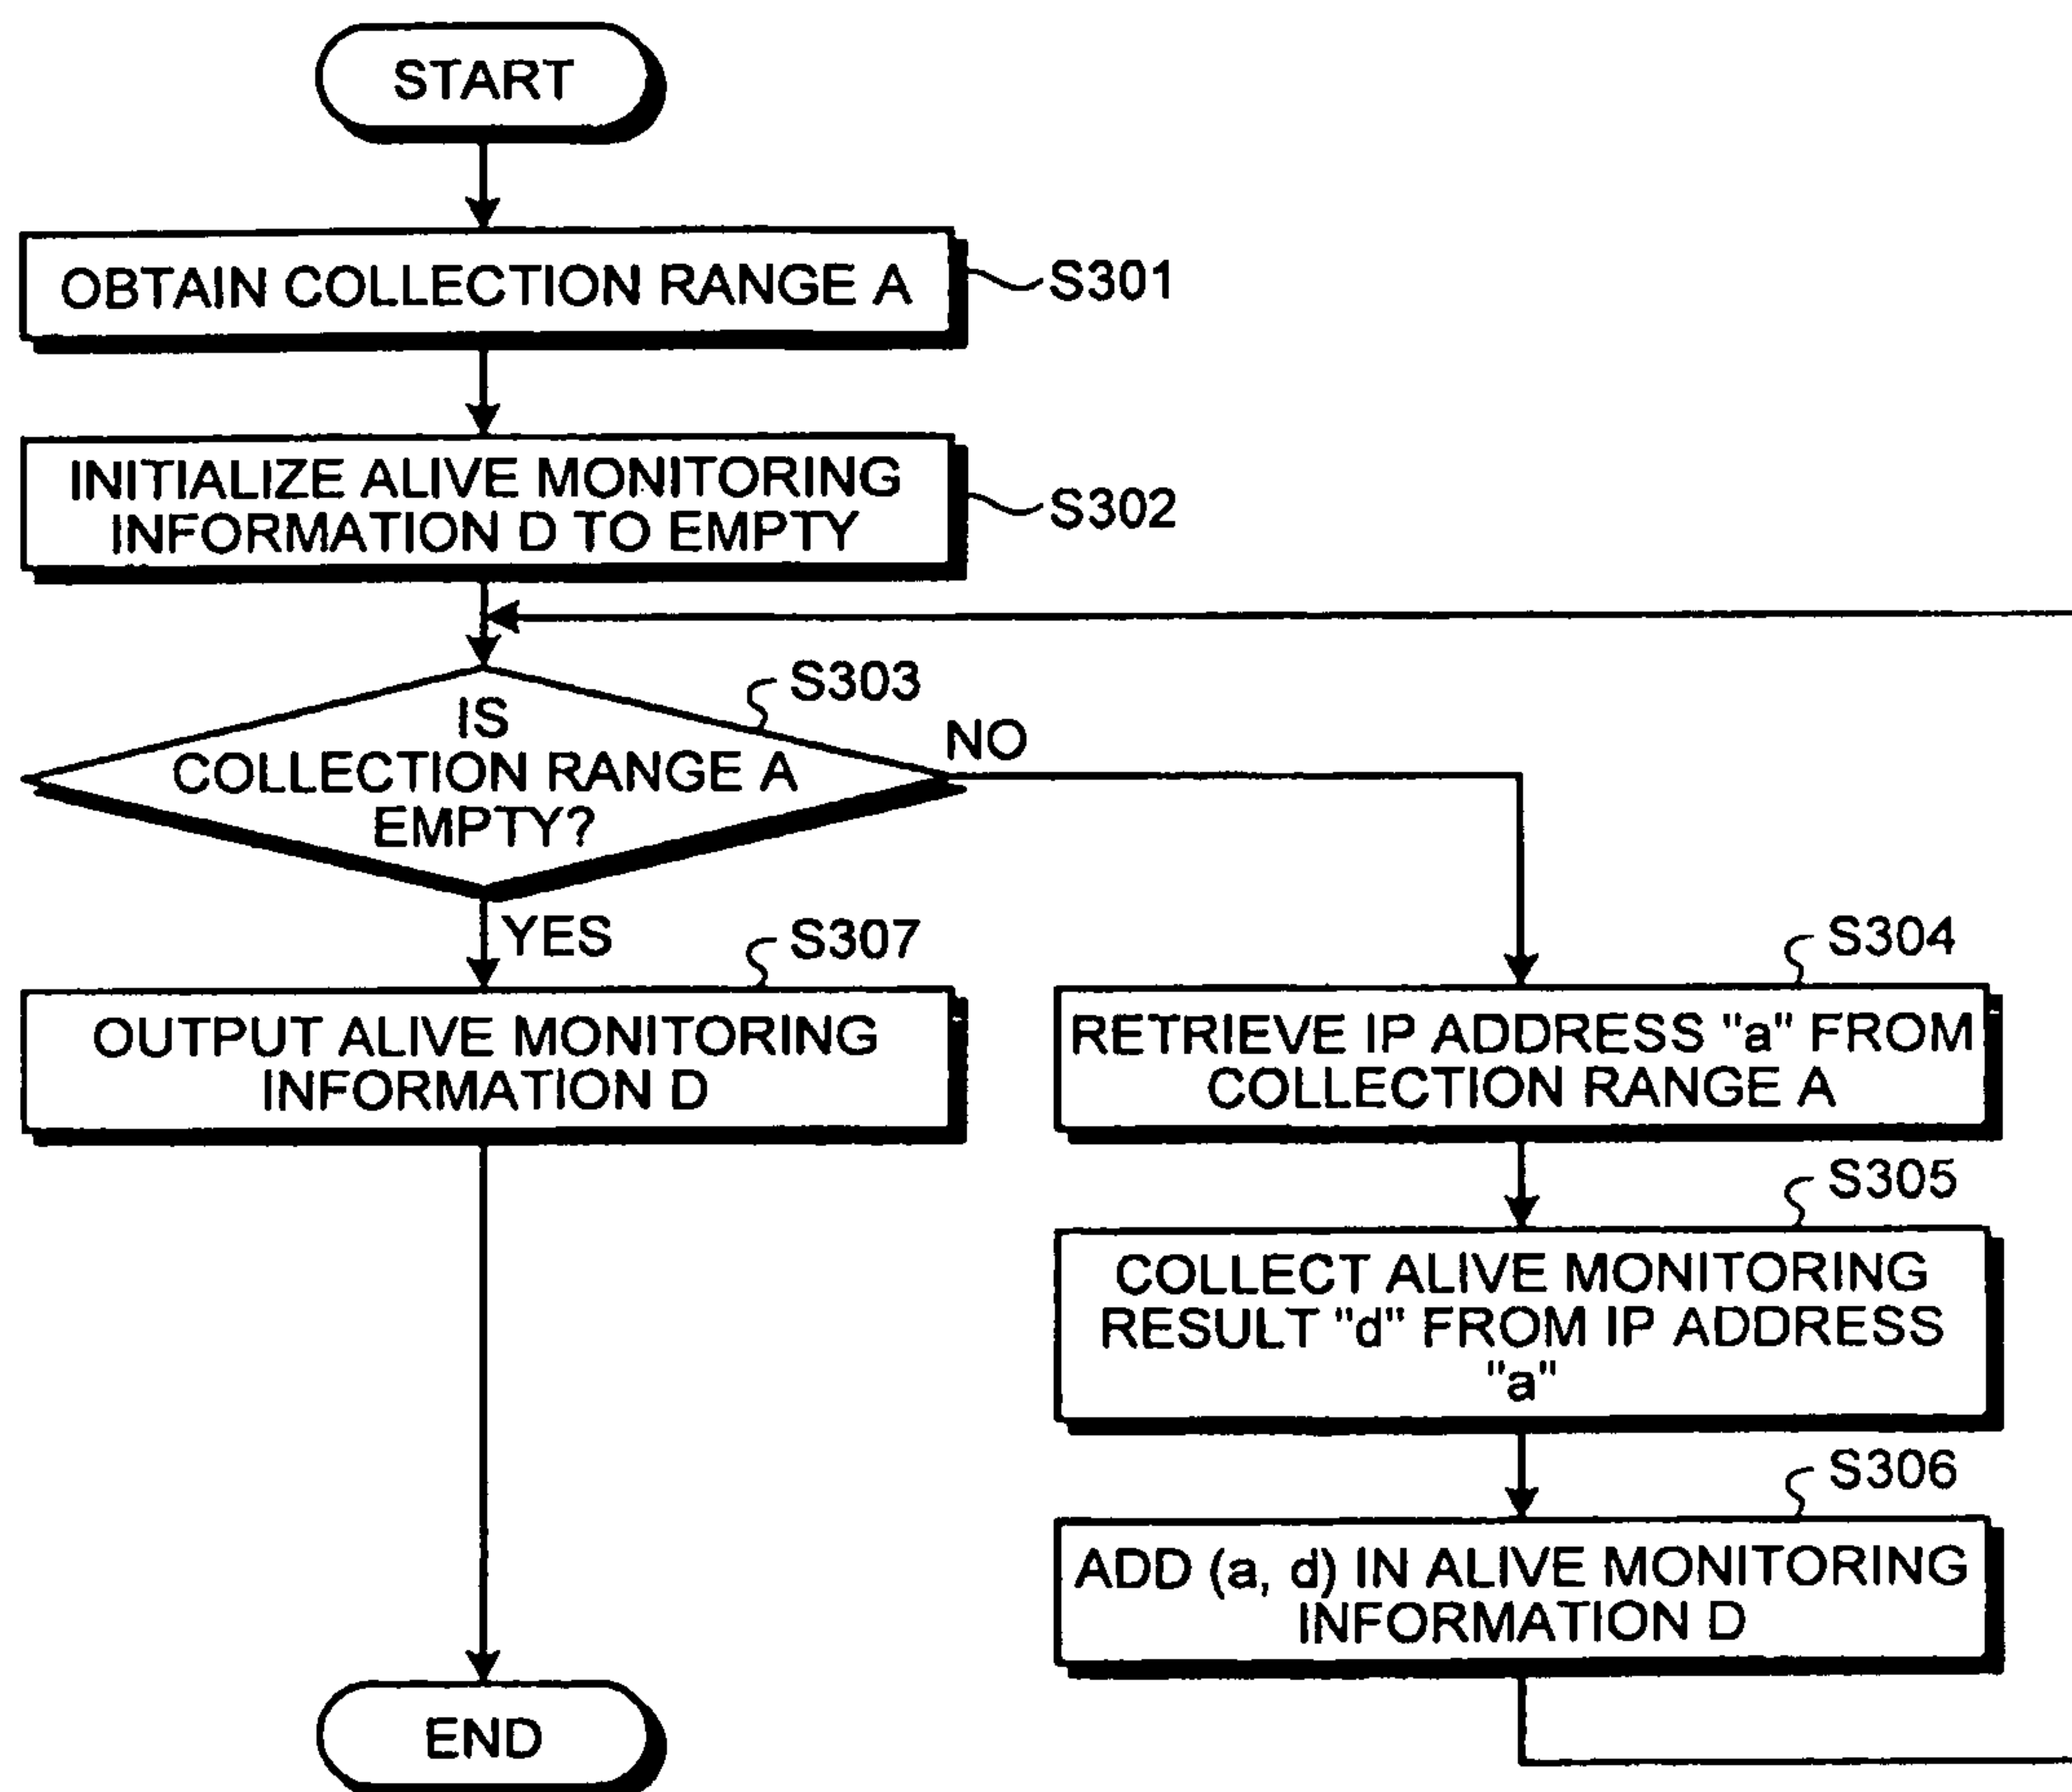 START
OBTAIN COLLECTION RANGE A
S301
INITIALIZE ALIVE MONITORING
INFORMATION D TO EMPTY
S302
S303
IS
COLLECTION RANGE A
EMPTY?
NO
YES
S307
OUTPUT ALIVE MONITORING
INFORMATION D
S304
RETRIEVE IP ADDRESS "a" FROM
COLLECTION RANGE A
S305
COLLECT ALIVE MONITORING
RESULT "d" FROM IP ADDRESS
"a"
S306
ADD (a, d) IN ALIVE MONITORING
INFORMATION D
END